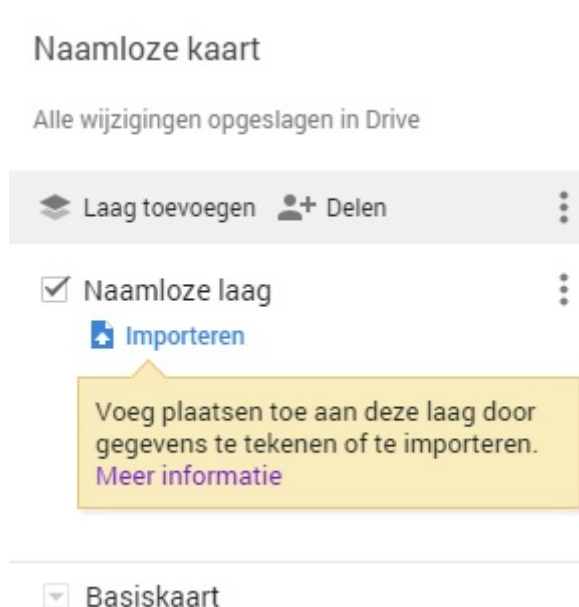 Naamloze kaart
Alle wijzigingen opgeslagen in Drive
Laag toevoegen Delen
Naamloze laag
Importeren
Voeg plaatsen toe aan deze laag door
gegevens te tekenen of te importeren.
Meer informatie
Basiskaart